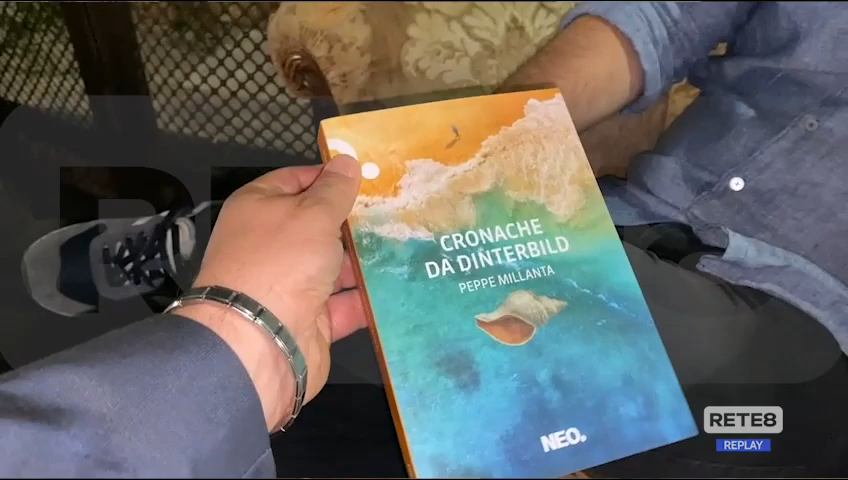 CRONACHE
DA DINTERBILD
PEPPE MILLANTA
NEO.
RETE8
REPLAY